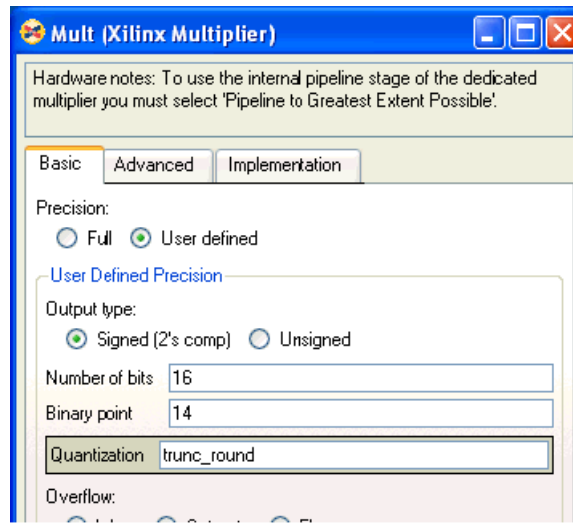 Mult (Xilinx Multiplier)
Hardware notes: To use the internal pipeline stage of the dedicated
multiplier you must select 'Pipeline to Greatest Extent Possible'.
Basic Advanced Implementation
Precision:
Full User defined
User Defined Precision
Output type:
Signed (2's comp) Unsigned
Number of bits 16
Binary point 14
Quantization trunc_round
Overflow: